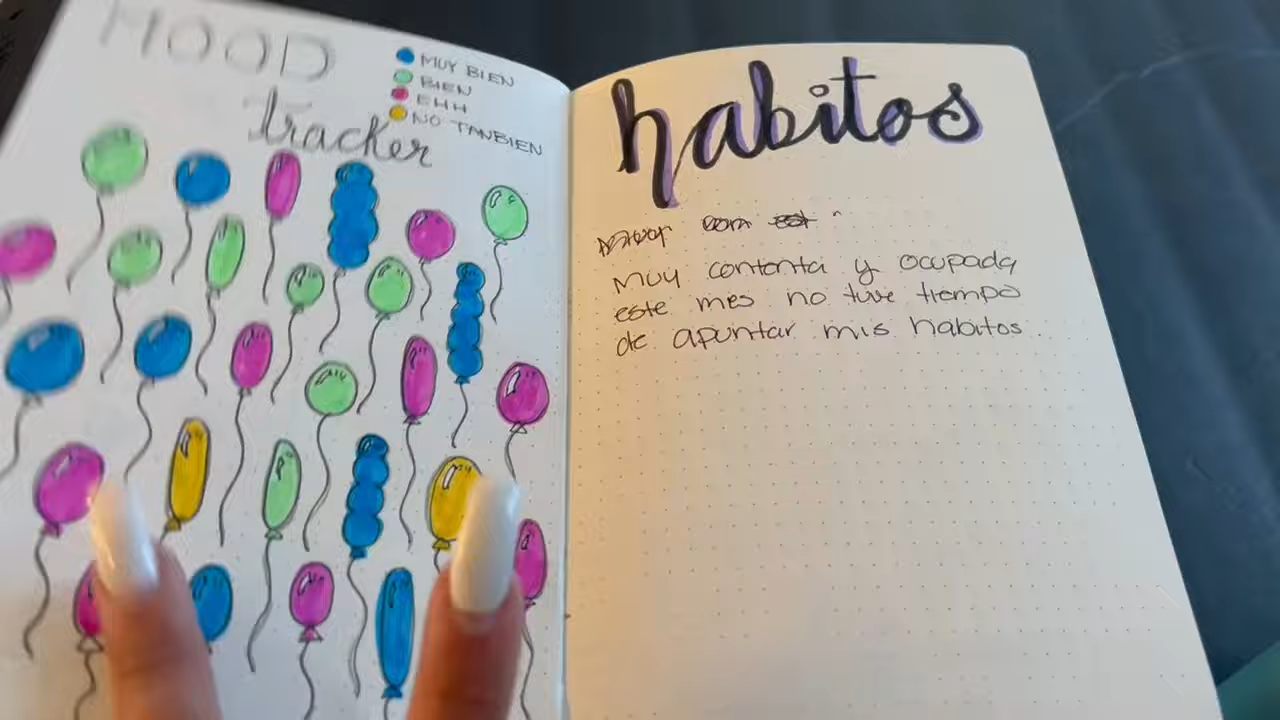 MOOD
tracker
MUY BIEN
BIEN
EHH
NO TANBIEN
habitos
Muy contenta y ocupada
este mes no tuve tiempo
de apuntar mis habitos.